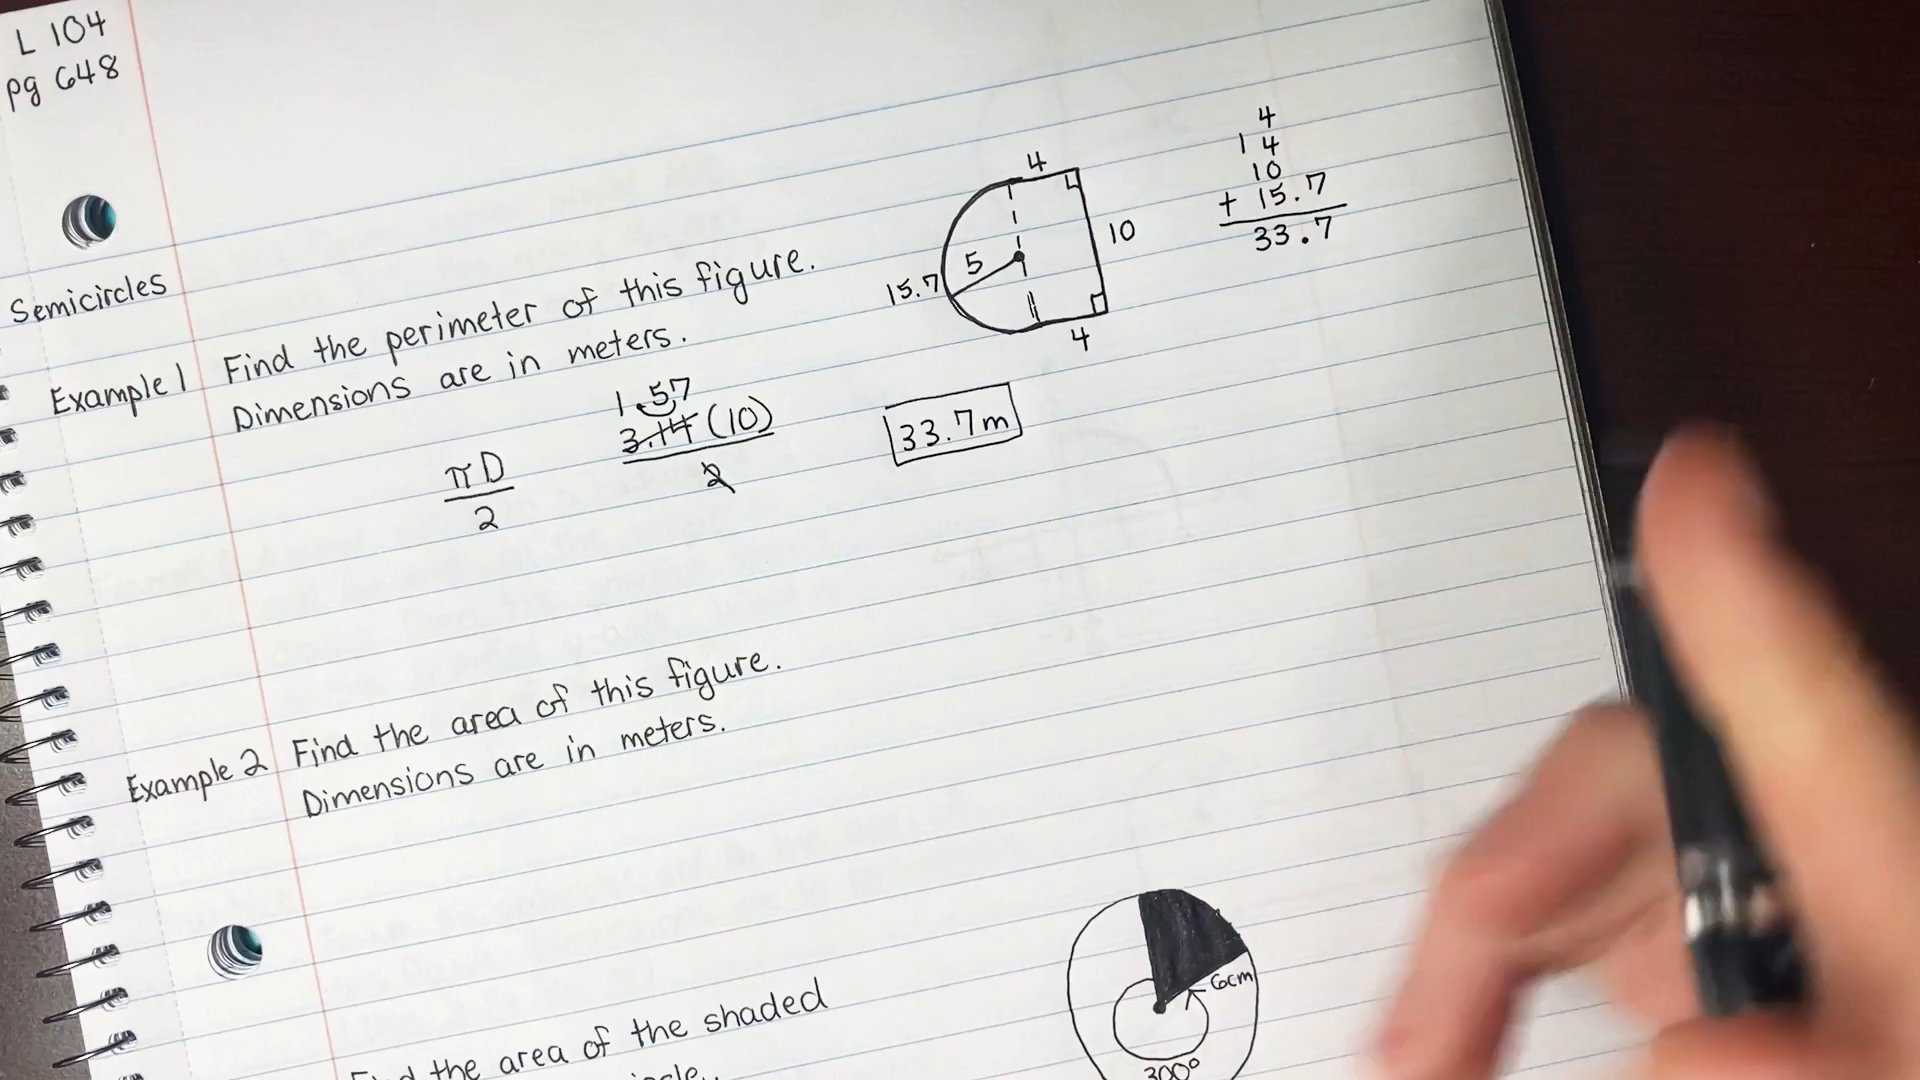 L 104
pg 648
Semicircles
Example 1 Find the perimeter of this figure.
Dimensions are in meters.
πD
2
1.57
3.14 (10)
2
33.7m
4
10
5
15.7
4
4
1 4
10
+ 15.7
33.7
Example 2 Find the area of this figure.
Dimensions are in meters.
the area of the shaded
6cm
300°